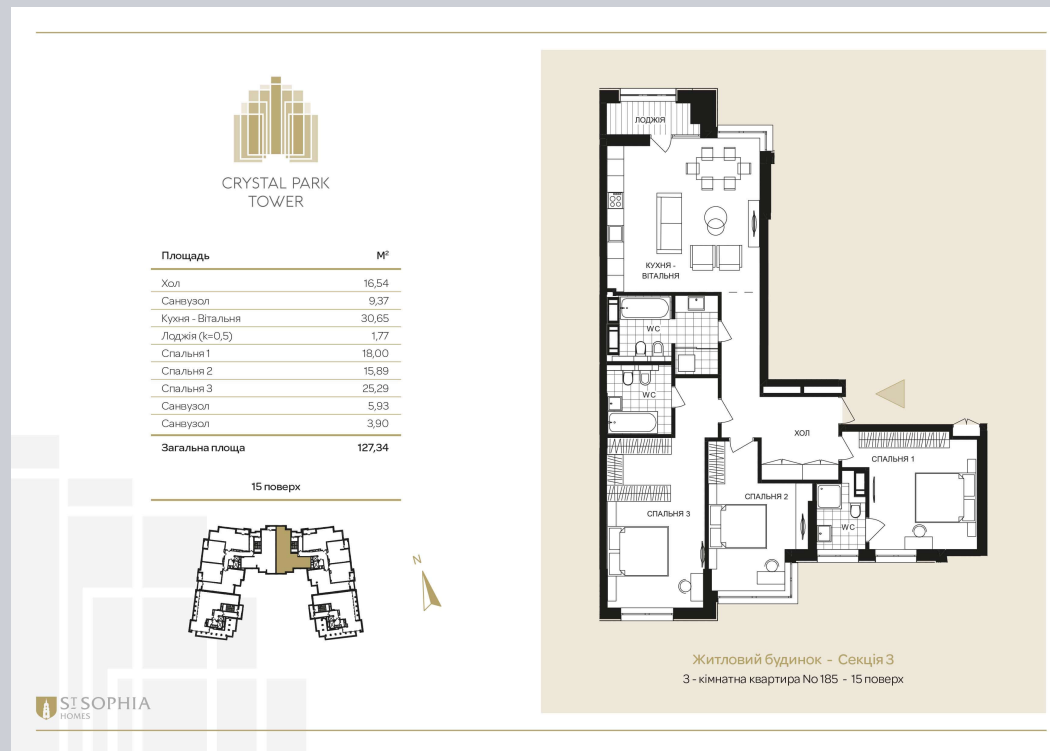 CRYSTAL PARK
TOWER
Площадь М²
Хол 16,54
Санвузол 9,37
Кухня - Вітальня 30,65
Лоджія (k=0,5) 1,77
Спальня 1 18,00
Спальня 2 15,89
Спальня 3 25,29
Санвузол 5,93
Санвузол 3,90
Загальна площа 127,34
15 поверх
N
ST SOPHIA
HOMES
ЛОДЖІЯ
КУХНЯ -
ВІТАЛЬНЯ
WC
WC
ХОЛ
СПАЛЬНЯ 1
СПАЛЬНЯ 2
СПАЛЬНЯ 3
WC
Житловий будинок - Секція 3
3 - кімнатна квартира No 185 - 15 поверх